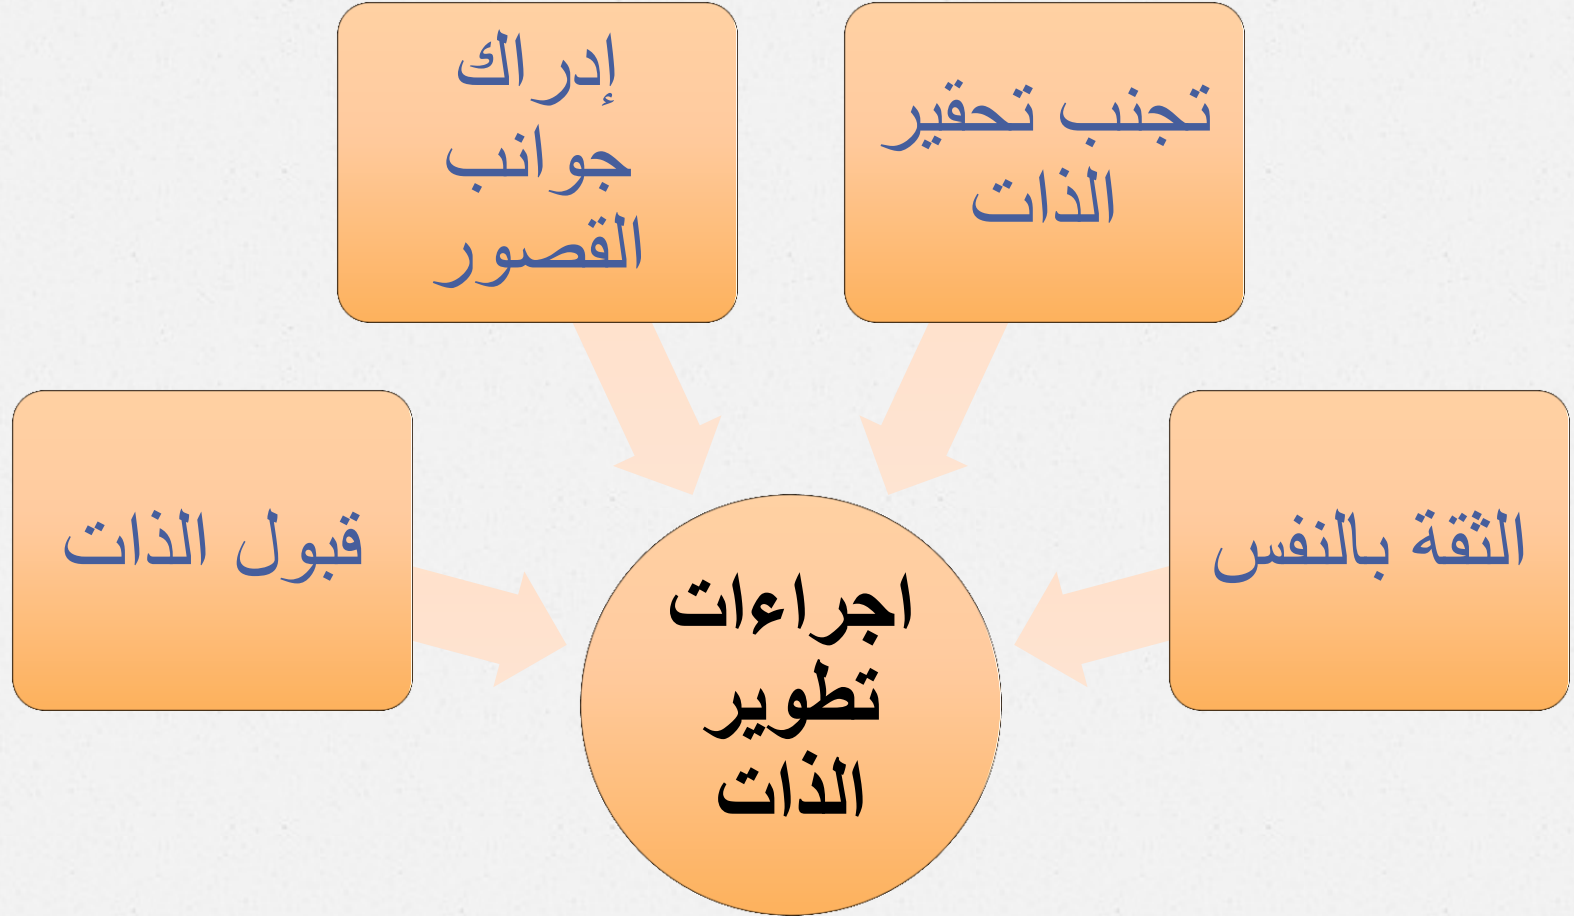 تجنب تحقير
الذات
إدراك
جوانب
القصور
الثقة بالنفس
قبول الذات
اجراءات
تطوير
الذات